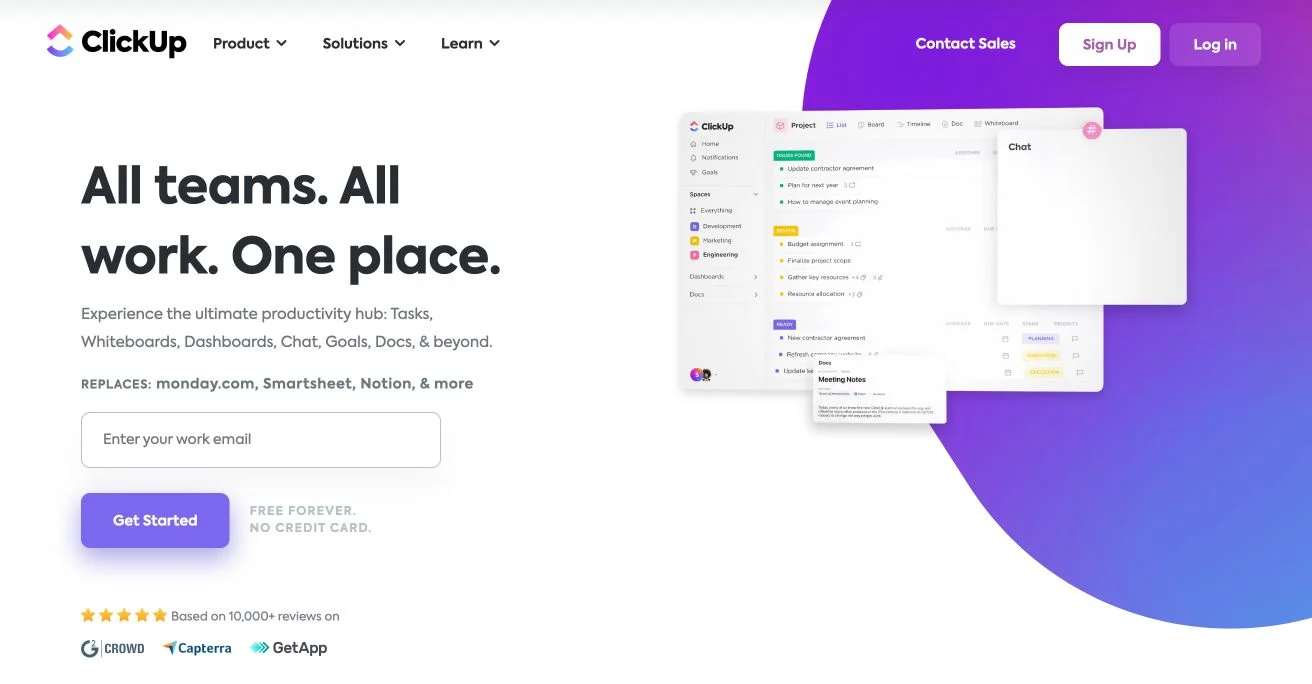 ClickUp
Product
Solutions
Learn
Contact Sales
Sign Up
Log in
All teams. All
work. One place.
Experience the ultimate productivity hub: Tasks,
Whiteboards, Dashboards, Chat, Goals, Docs, & beyond.
REPLACES: monday.com, Smartsheet, Notion, & more
Enter your work email
Get Started
FREE FOREVER.
NO CREDIT CARD.
Based on 10,000+ reviews on
G2 CROWD
Capterra
GetApp
ClickUp
Home
Notifications
Goals
Spaces
Everything
D Development
M Marketing
Engineering
Dashboards
Docs
S
Project
List
Board
Timeline
Doc
Whiteboard
ISSUES FOUND
ASSIGNEE
Update contractor agreement
Plan for next year 3
How to manage event planning
REVIEW
ASSIGNEE
Budget assignment
Finalize project scope
Gather key resources +4
Resource allocation +2
READY
ASSIGNEE DUE DATE STAGE PRIORITY
New contractor agreement PLANNING
Refresh company website EXECUTION
Update EXECUTION
#
Chat
Docs
Meeting Notes